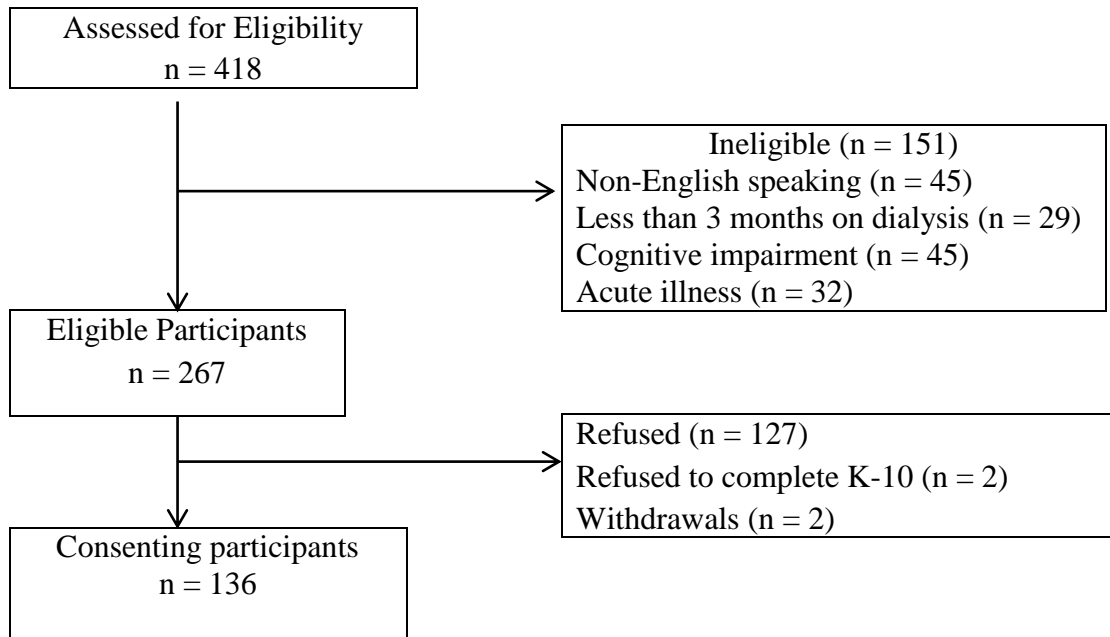 Assessed for Eligibility
n = 418
Ineligible (n = 151)
Non-English speaking (n = 45)
Less than 3 months on dialysis (n = 29)
Cognitive impairment (n = 45)
Acute illness (n = 32)
Eligible Participants
n = 267
Refused (n = 127)
Refused to complete K-10 (n = 2)
Withdrawals (n = 2)
Consenting participants
n = 136